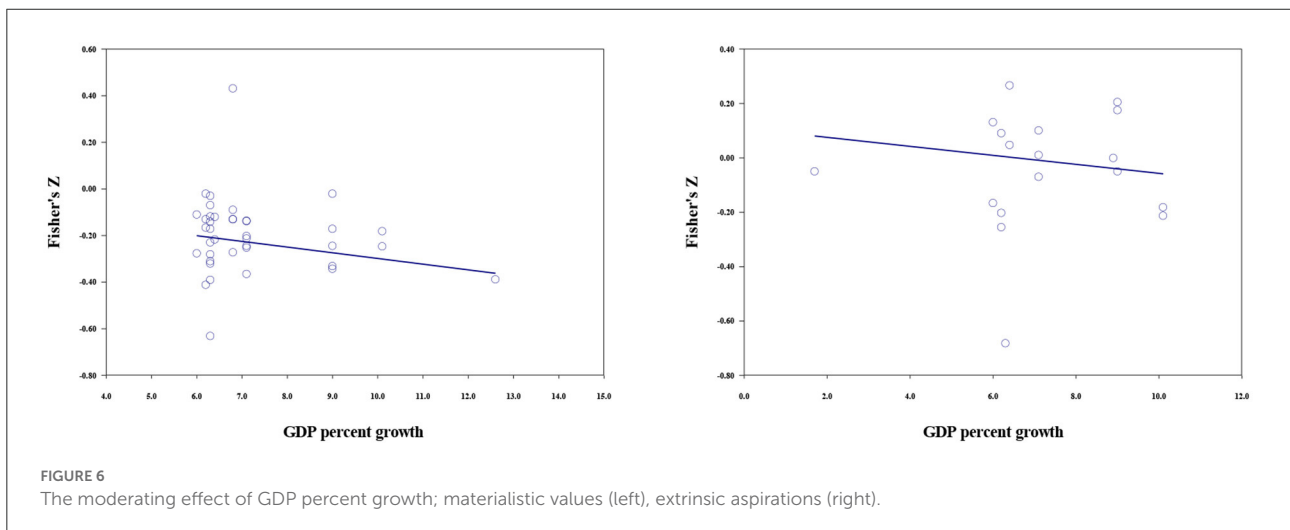 0.60
0.40
0.20
0.00
-0.20
-0.40
-0.60
-0.80
Fisher's Z
4.0 5.0 6.0 7.0 8.0 9.0 10.0 11.0 12.0 13.0 14.0 15.0
GDP percent growth
0.40
0.20
0.00
-0.20
-0.40
-0.60
-0.80
Fisher's Z
0.0 2.0 4.0 6.0 8.0 10.0 12.0
GDP percent growth
FIGURE 6
The moderating effect of GDP percent growth; materialistic values (left), extrinsic aspirations (right).